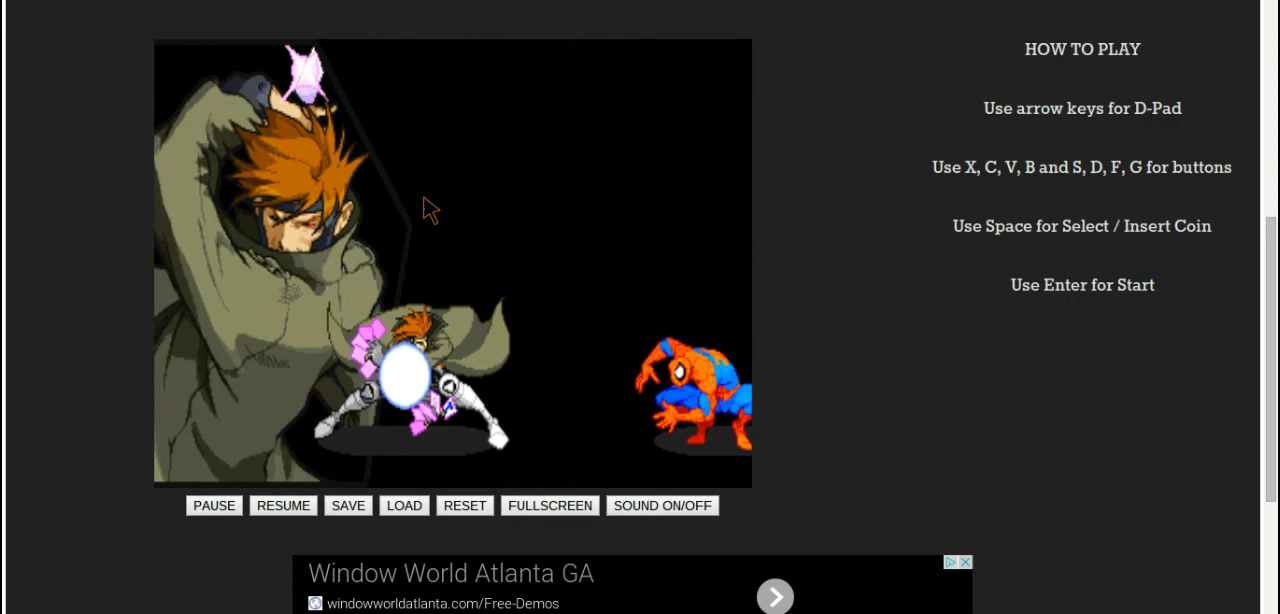 HOW TO PLAY
Use arrow keys for D-Pad
Use X, C, V, B and S, D, F, G for buttons
Use Space for Select / Insert Coin
Use Enter for Start
PAUSE
RESUME
SAVE
LOAD
RESET
FULLSCREEN
SOUND ON/OFF
Window World Atlanta GA
windowworldatlanta.com/Free-Demos